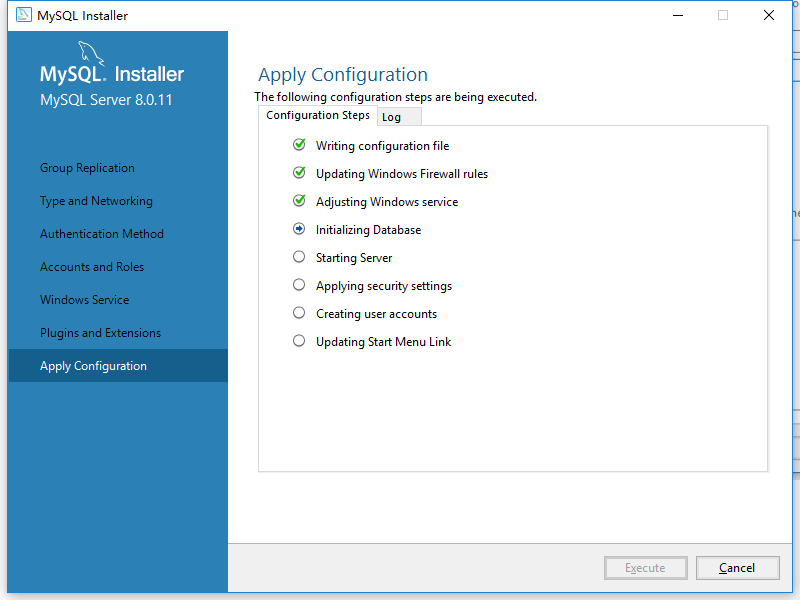 MySQL Installer
MySQL. Installer
MySQL Server 8.0.11
Group Replication
Type and Networking
Authentication Method
Accounts and Roles
Windows Service
Plugins and Extensions
Apply Configuration
Apply Configuration
The following configuration steps are being executed.
Configuration Steps
Log
Writing configuration file
Updating Windows Firewall rules
Adjusting Windows service
Initializing Database
Starting Server
Applying security settings
Creating user accounts
Updating Start Menu Link
Execute
Cancel